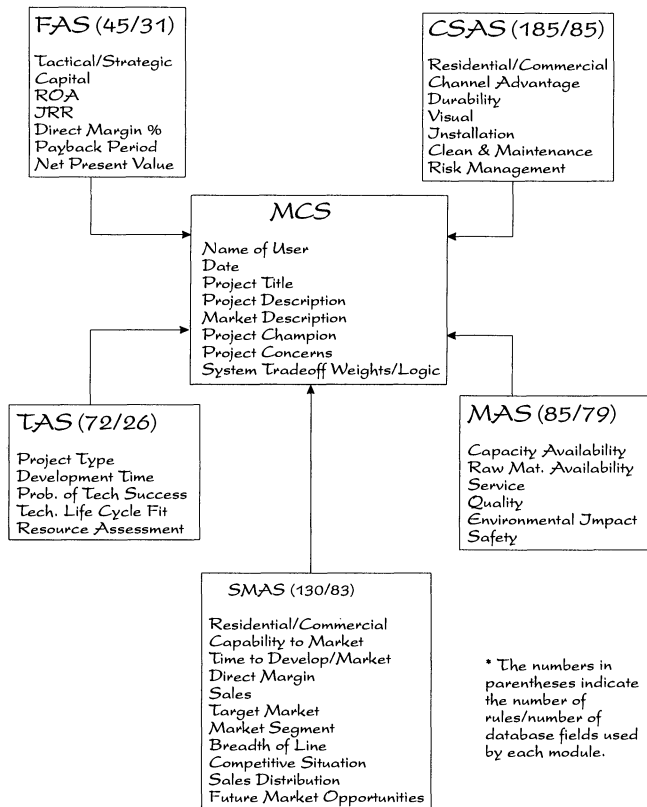 FAS (45/31)
Tactical/Strategic
Capital
ROA
IRR
Direct Margin %
Payback Period
Net Present Value
CSAS (185/85)
Residential/Commercial
Channel Advantage
Durability
Visual
Installation
Clean & Maintenance
Risk Management
MCS
Name of User
Date
Project Title
Project Description
Market Description
Project Champion
Project Concerns
System Tradeoff Weights/Logic
TAS (72/26)
Project Type
Development Time
Prob. of Tech Success
Tech. Life Cycle Fit
Resource Assessment
MAS (85/79)
Capacity Availability
Raw Mat. Availability
Service
Quality
Environmental Impact
Safety
SMAS (130/83)
Residential/Commercial
Capability to Market
Time to Develop/Market
Direct Margin
Sales
Target Market
Market Segment
Breadth of Line
Competitive Situation
Sales Distribution
Future Market Opportunities
* The numbers in
parentheses indicate
the number of
rules/number of
database fields used
by each module.